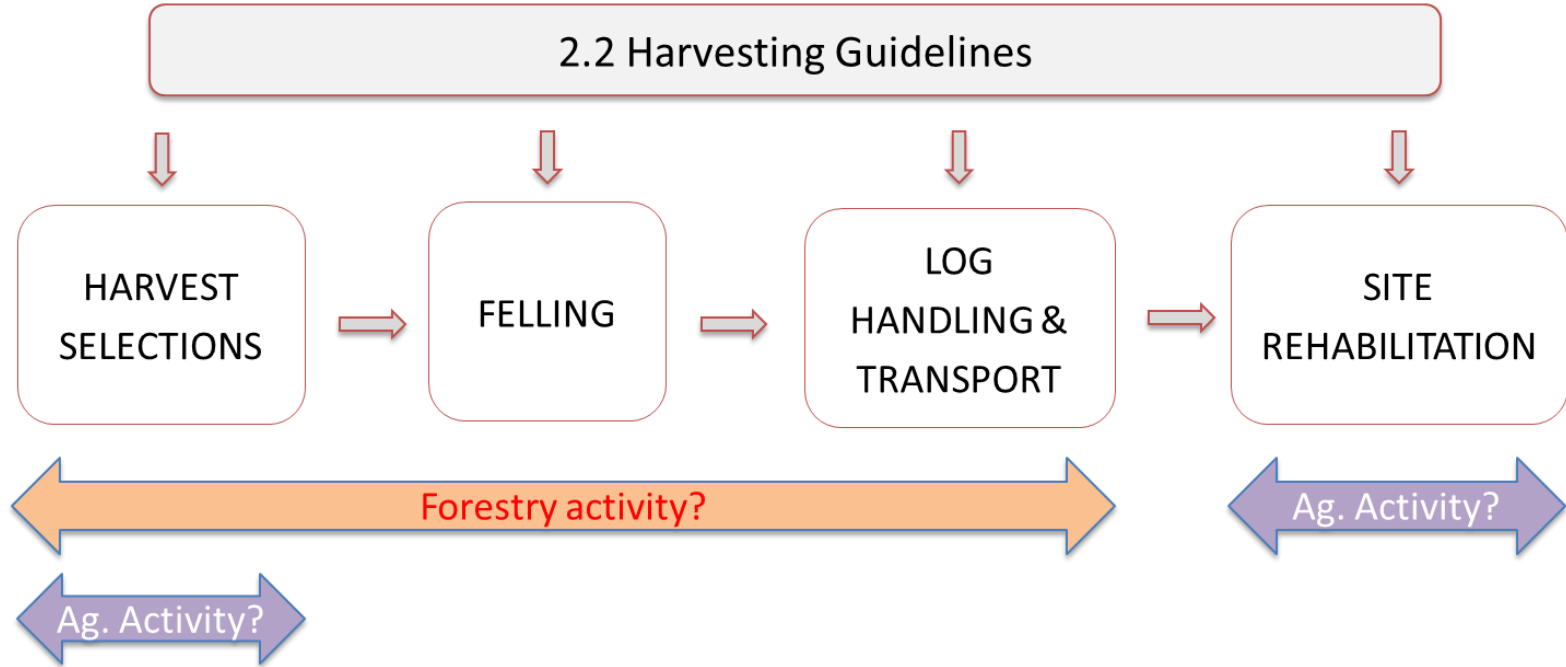 2.2 Harvesting Guidelines
HARVEST
SELECTIONS
FELLING
LOG
HANDLING &
TRANSPORT
SITE
REHABILITATION
Forestry activity?
Ag. Activity?
Ag. Activity?